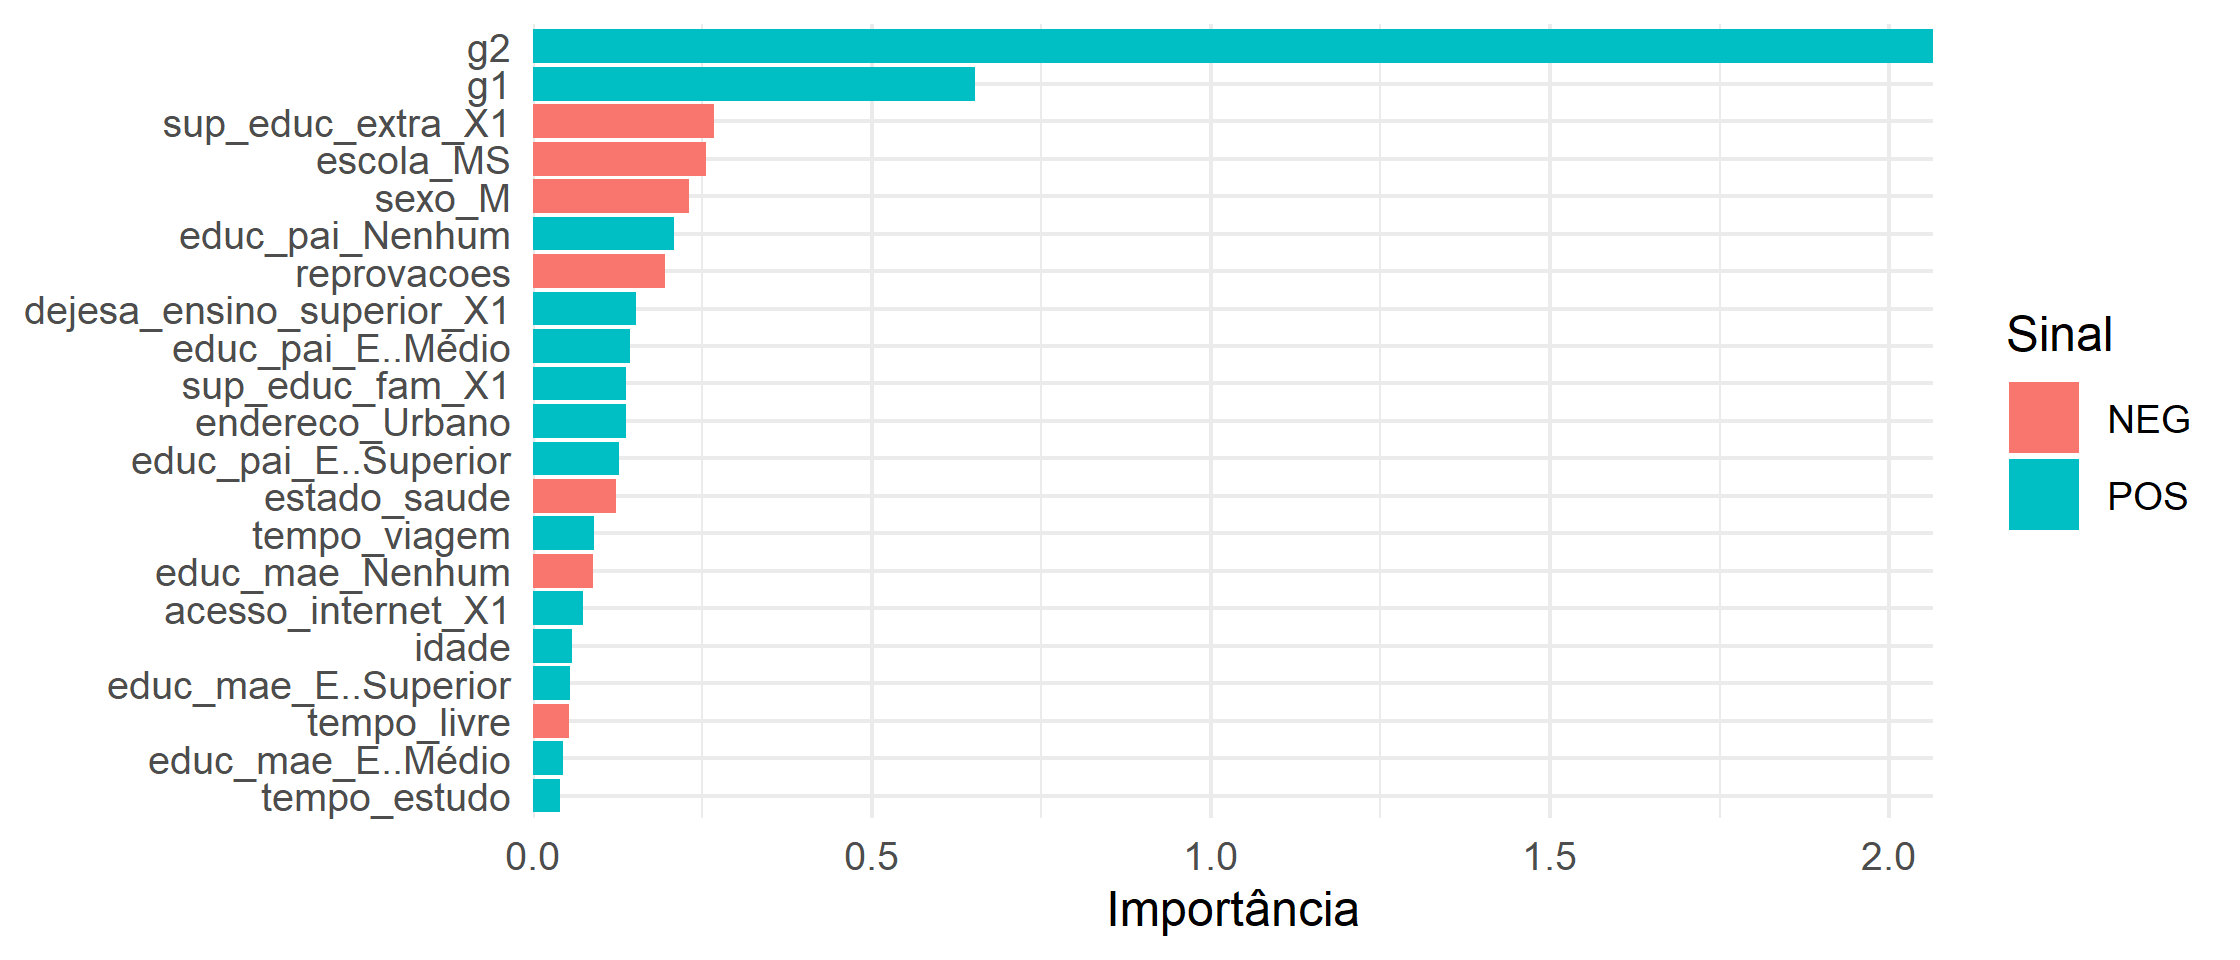 g2
g1
sup_educ_extra_X1
escola_MS
sexo_M
educ_pai_Nenhum
reprovacoes
dejesa_ensino_superior_X1
educ_pai_E..Médio
sup_educ_fam_X1
endereco_Urbano
educ_pai_E..Superior
estado_saude
tempo_viagem
educ_mae_Nenhum
acesso_internet_X1
idade
educ_mae_E..Superior
tempo_livre
educ_mae_E..Médio
tempo_estudo
0.0 0.5 1.0 1.5 2.0
Importância
Sinal
NEG
POS